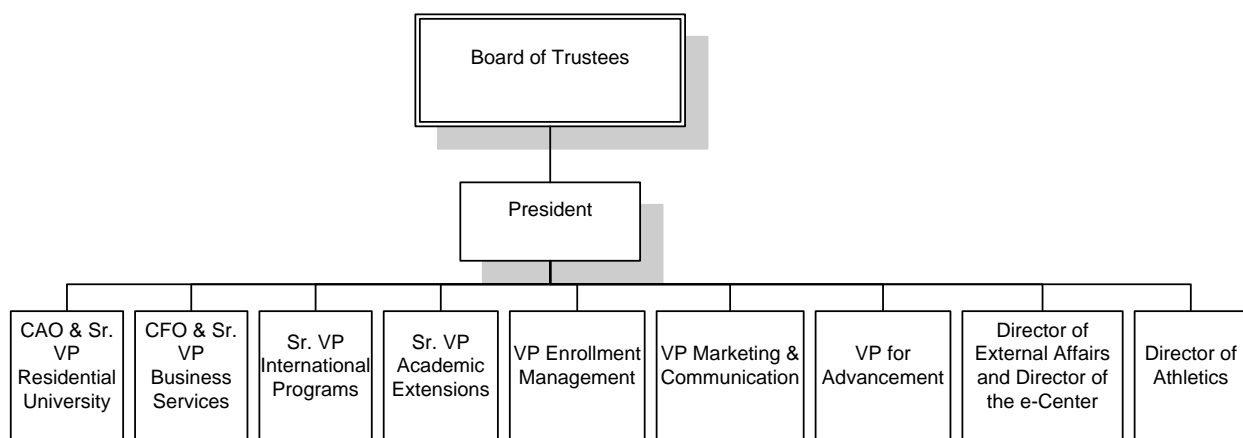 Board of Trustees
President
CAO & Sr.
VP
Residential
University
CFO & Sr.
VP
Business
Services
Sr. VP
International
Programs
Sr. VP
Academic
Extensions
VP Enrollment
Management
VP Marketing &
Communication
VP for
Advancement
Director of
External Affairs
and Director of
the e-Center
Director of
Athletics